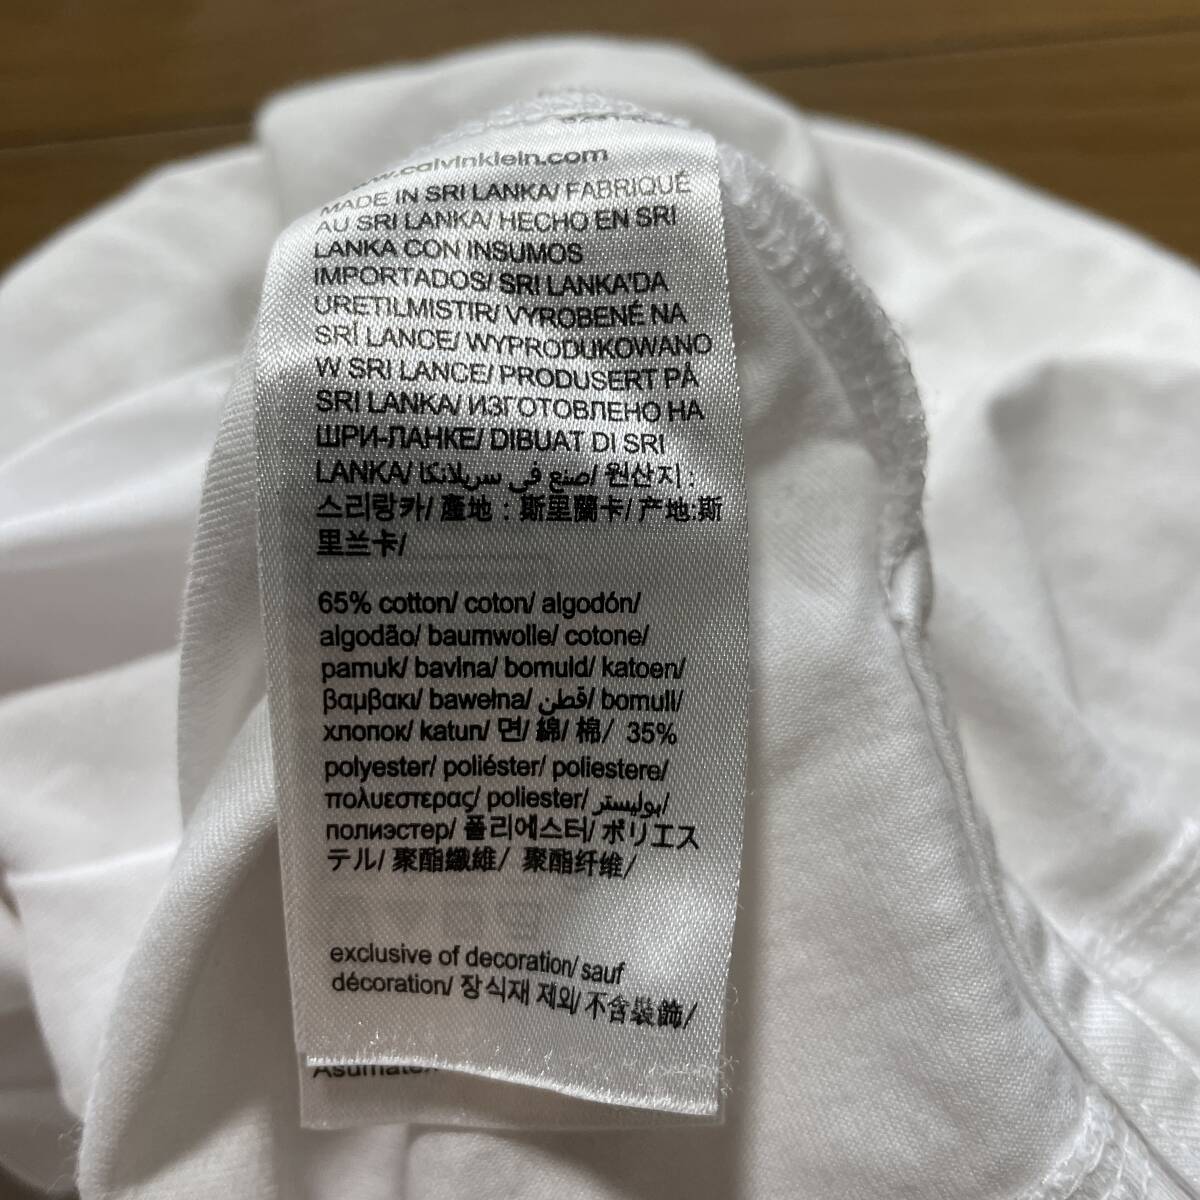 www.calvinklein.com
MADE IN SRI LANKA/ FABRIQUÉ
AU SRI LANKA/ HECHO EN SRI
LANKA CON INSUMOS
IMPORTADOS/ SRI LANKA'DA
URETILMISTIR/ VYROBENÉ NA
SRÍ LANCE/ WYPRODUKOWANO
W SRI LANCE/ PRODUSERT PÅ
SRI LANKA/ ИЗГОТОВЛЕНО НА
ШРИ-ЛАНКЕ/ DIBUAT DI SRI
LANKA/ صنع في سريلانكا/ 원산지 :
스리랑카/ 產地 : 斯里蘭卡/ 产地:斯
里兰卡/
65% cotton/ coton/ algodón/
algodão/ baumwolle/ cotone/
pamuk/ bavlna/ bomuld/ katoen/
βαμβακι/ bawełna/ قطن/ bomull/
хлопок/ katun/ 면/ 綿/ 棉/ 35%
polyester/ poliéster/ poliestere/
πολυεστερας/ poliester/ بوليستر/
полиэстер/ 폴리에스터/ ポリエス
テル/ 聚酯纖維/ 聚酯纤维/
exclusive of decoration/ sauf
décoration/ 장식재 제외/ 不含裝飾/